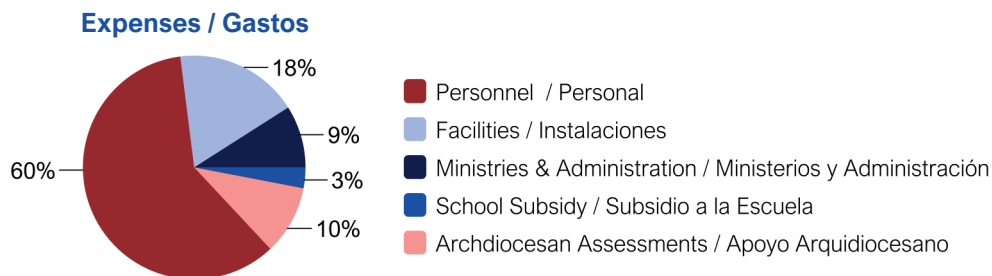 Expenses / Gastos
18%
9%
3%
10%
60%
Personnel / Personal
Facilities / Instalaciones
Ministries & Administration / Ministerios y Administración
School Subsidy / Subsidio a la Escuela
Archdiocesan Assessments / Apoyo Arquidiocesano